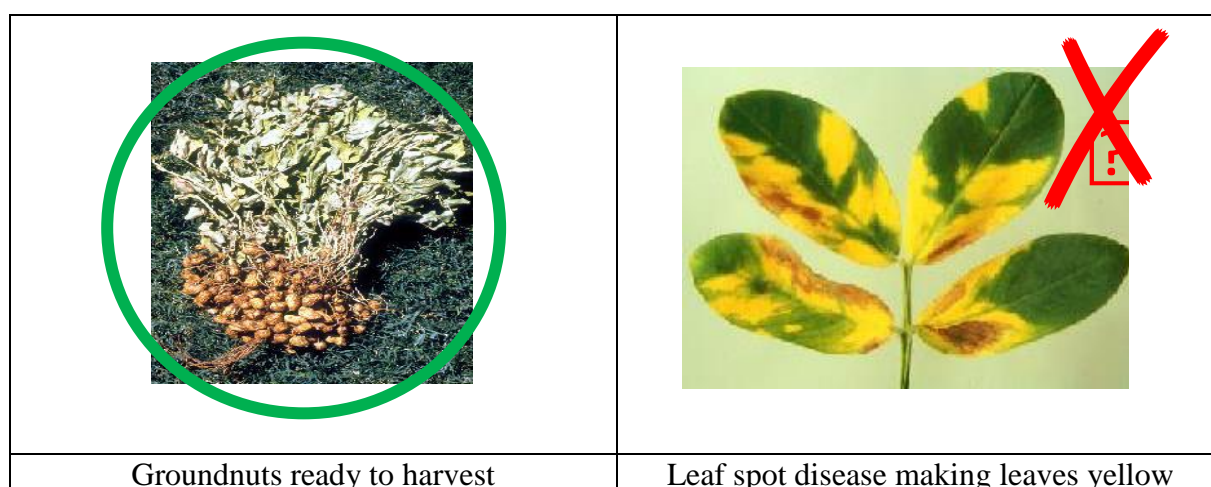 Groundnuts ready to harvest
Leaf spot disease making leaves yellow